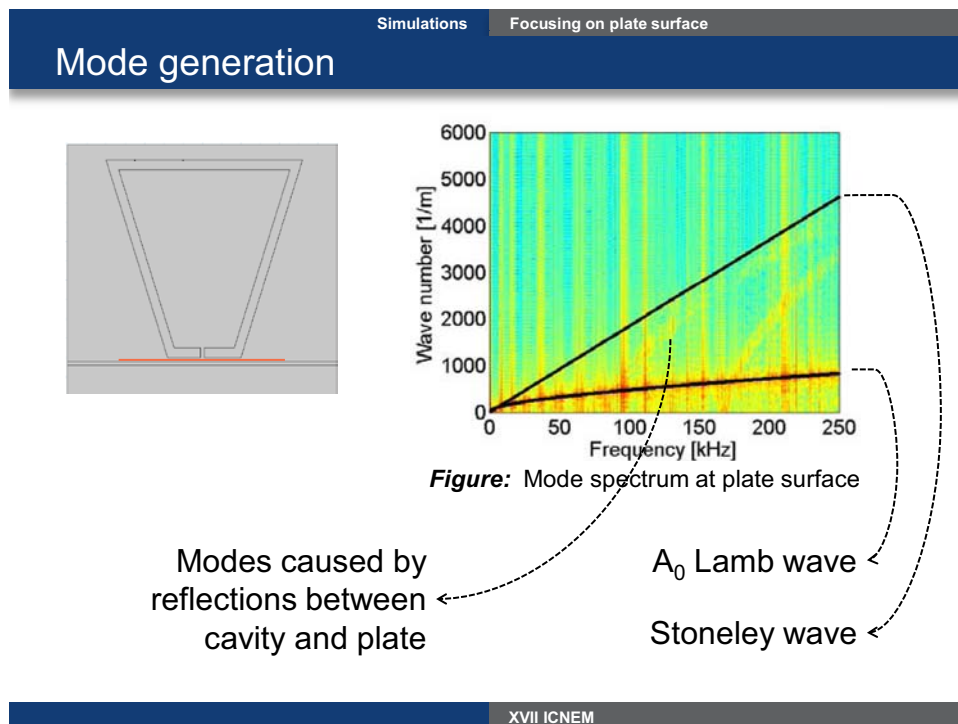 Simulations
Focusing on plate surface
Mode generation
6000
5000
4000
3000
2000
1000
0
Wave number [1/m]
0 50 100 150 200 250
Frequency [kHz]
Figure: Mode spectrum at plate surface
Modes caused by
reflections between
cavity and plate
A₀ Lamb wave
Stoneley wave
XVII ICNEM